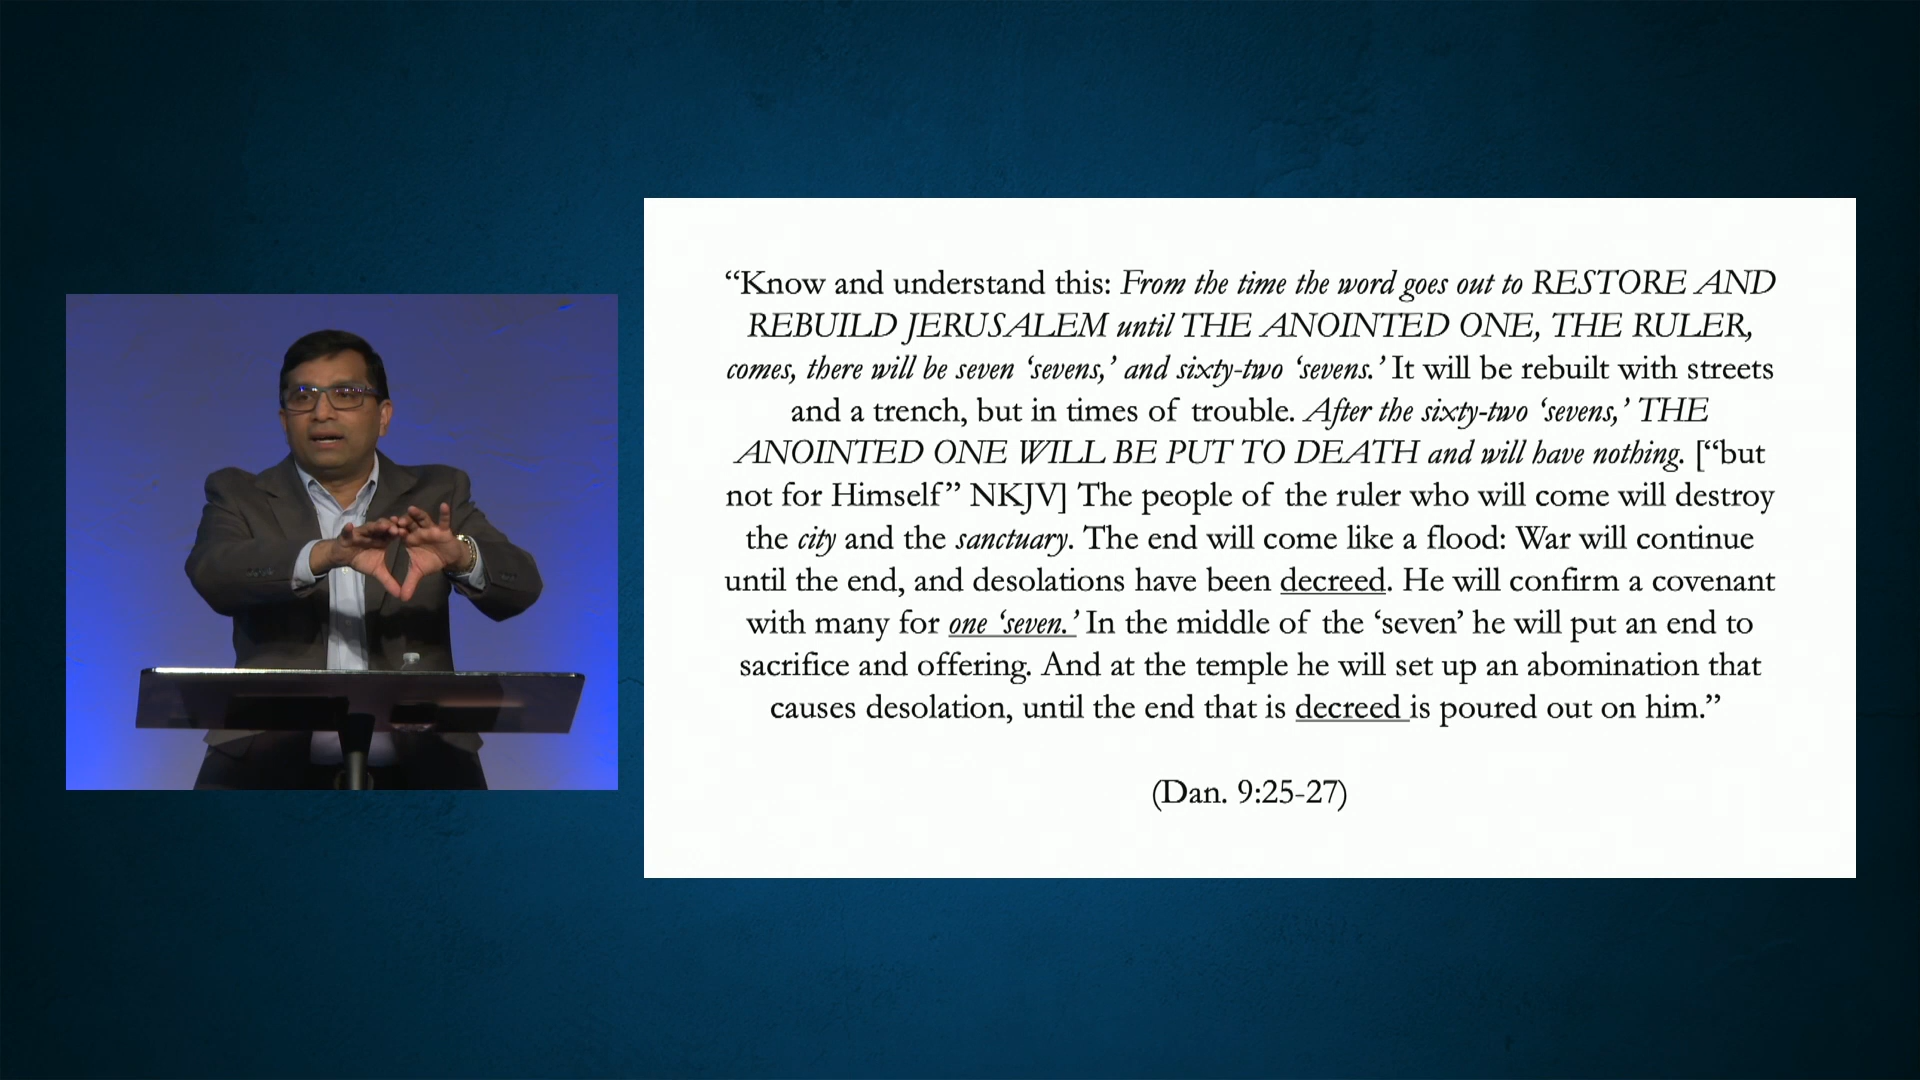 “Know and understand this: From the time the word goes out to RESTORE AND
REBUILD JERUSALEM until THE ANOINTED ONE, THE RULER,
comes, there will be seven ‘sevens,’ and sixty-two ‘sevens.’ It will be rebuilt with streets
and a trench, but in times of trouble. After the sixty-two ‘sevens,’ THE
ANOINTED ONE WILL BE PUT TO DEATH and will have nothing. [“but
not for Himself” NKJV] The people of the ruler who will come will destroy
the city and the sanctuary. The end will come like a flood: War will continue
until the end, and desolations have been decreed. He will confirm a covenant
with many for one ‘seven.’ In the middle of the ‘seven’ he will put an end to
sacrifice and offering. And at the temple he will set up an abomination that
causes desolation, until the end that is decreed is poured out on him.”
(Dan. 9:25-27)